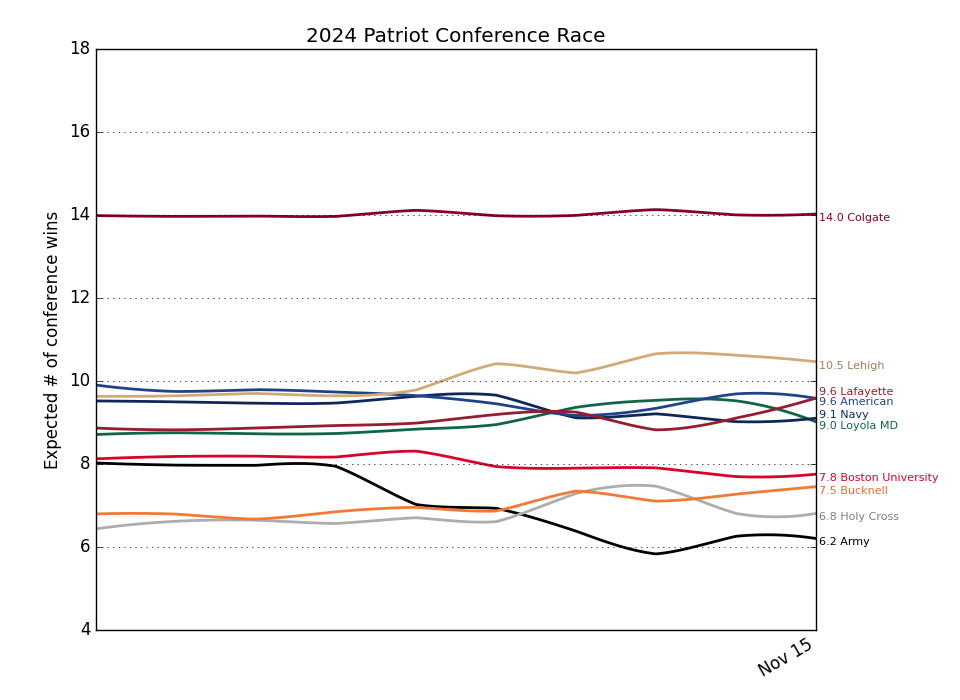 2024 Patriot Conference Race
Expected # of conference wins
18
16
14
12
10
8
6
4
14.0 Colgate
10.5 Lehigh
9.6 Lafayette
9.6 American
9.1 Navy
9.0 Loyola MD
7.8 Boston University
7.5 Bucknell
6.8 Holy Cross
6.2 Army
Nov 15